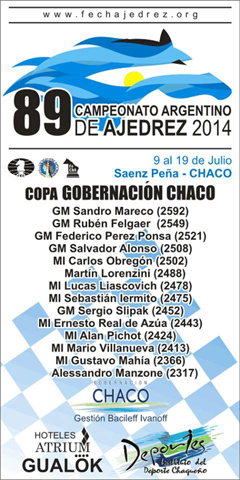 www.fechajedrez.org
89 CAMPEONATO ARGENTINO
DE AJEDREZ 2014
9 al 19 de Julio
Saenz Peña - CHACO
COPA GOBERNACIÓN CHACO
GM Sandro Mareco (2592)
GM Rubén Felgaer (2549)
GM Federico Perez Ponsa (2521)
GM Salvador Alonso (2508)
MI Carlos Obregón (2502)
Martín Lorenzini (2488)
MI Lucas Liascovich (2478)
MI Sebastián Iermito (2475)
GM Sergio Slipak (2452)
MI Ernesto Real de Azúa (2443)
MI Alan Pichot (2424)
MI Mario Villanueva (2413)
MI Gustavo Mahía (2366)
Alessandro Manzone (2317)
GOBERNACIÓN
CHACO
Gestión Bacileff Ivanoff
HOTELES
ATRIUM
GUALÖK
Deportes
Instituto del
Deporte Chaqueño